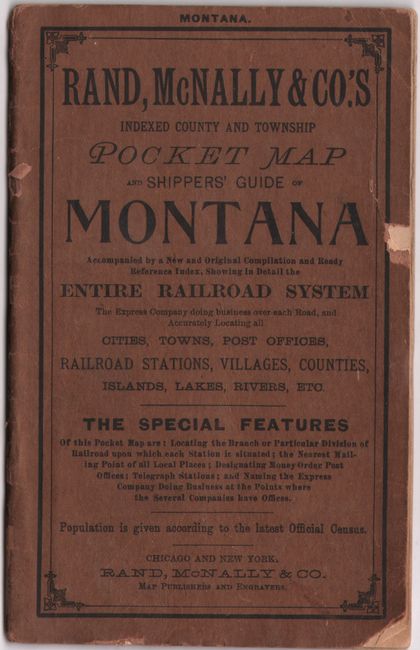 MONTANA.
RAND, McNALLY & CO.'S
INDEXED COUNTY AND TOWNSHIP
POCKET MAP
AND SHIPPERS' GUIDE OF
MONTANA
Accompanied by a New and Original Compilation and Ready
Reference Index, Showing in Detail the
ENTIRE RAILROAD SYSTEM
The Express Company doing business over each Road, and
Accurately Locating all
CITIES, TOWNS, POST OFFICES,
RAILROAD STATIONS, VILLAGES, COUNTIES,
ISLANDS, LAKES, RIVERS, ETC.
THE SPECIAL FEATURES
Of this Pocket Map are: Locating the Branch or Particular Division of
Railroad upon which each Station is situated; the Nearest Mail-
ing Point of all Local Places; Designating Money Order Post
Offices; Telegraph Stations; and Naming the Express
Company Doing Business at the Points where
the Several Companies have Offices.
Population is given according to the latest Official Census.
CHICAGO AND NEW YORK:
RAND, McNALLY & CO.
MAP PUBLISHERS AND ENGRAVERS.